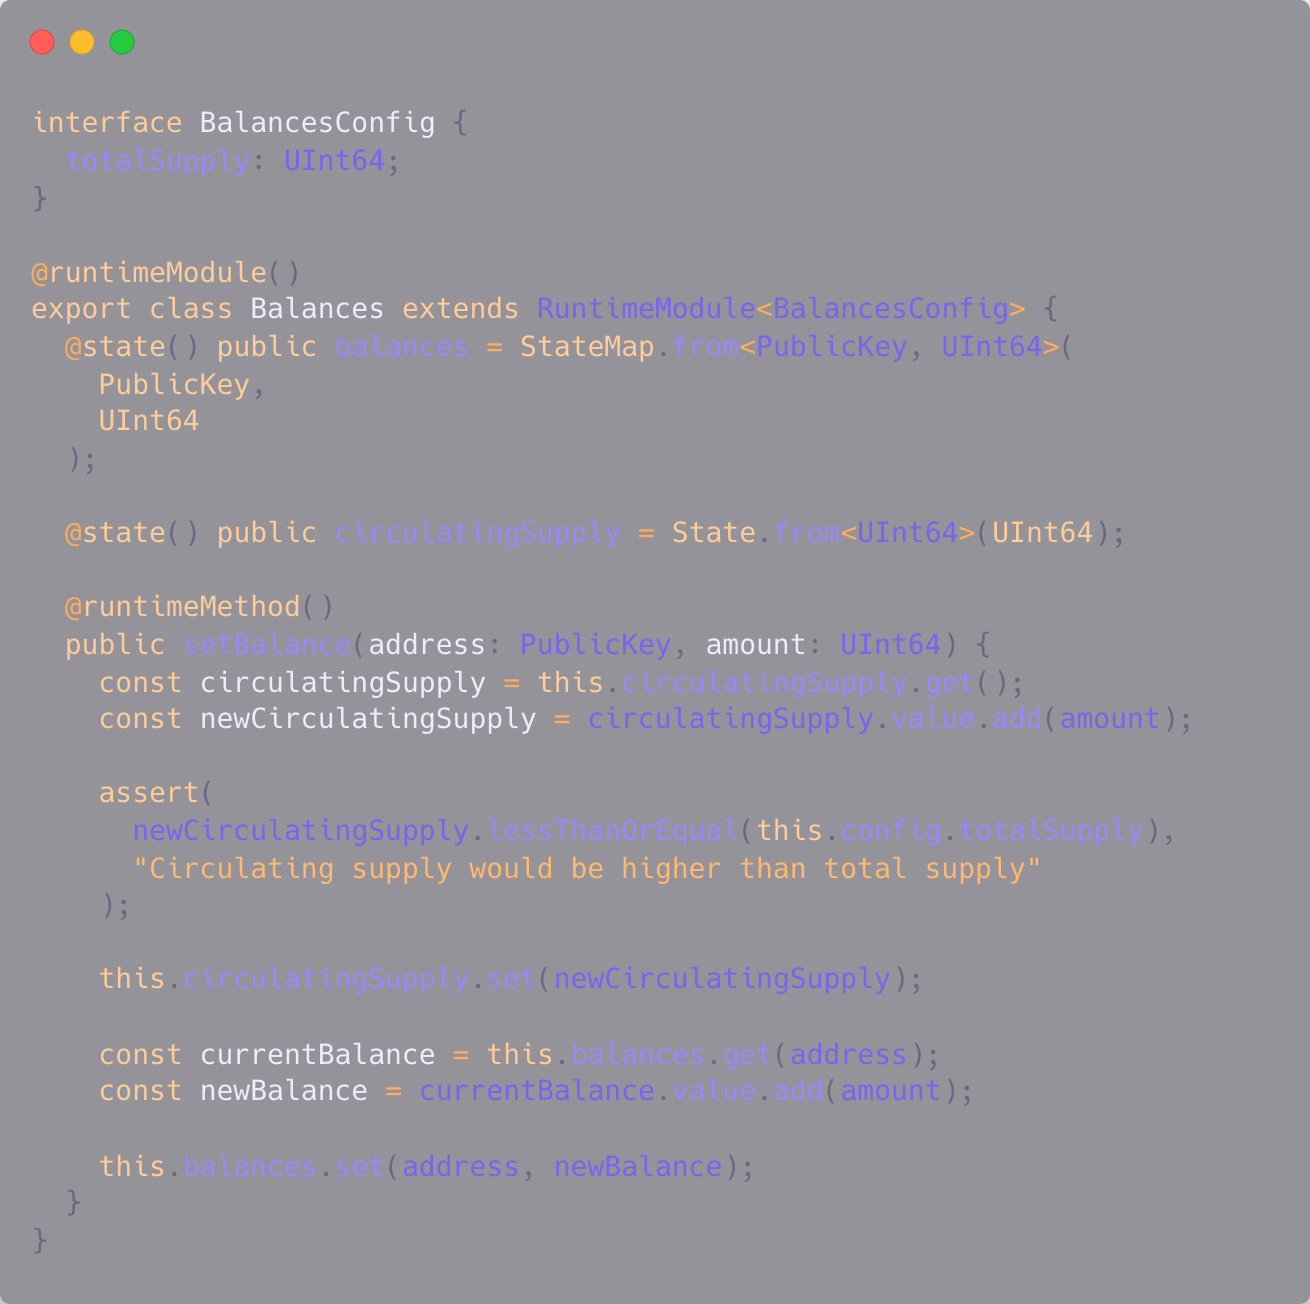 interface BalancesConfig {
  totalSupply: UInt64;
}

@runtimeModule()
export class Balances extends RuntimeModule<BalancesConfig> {
  @state() public balances = StateMap.from<PublicKey, UInt64>(
    PublicKey,
    UInt64
  );

  @state() public circulatingSupply = State.from<UInt64>(UInt64);

  @runtimeMethod()
  public setBalance(address: PublicKey, amount: UInt64) {
    const circulatingSupply = this.circulatingSupply.get();
    const newCirculatingSupply = circulatingSupply.value.add(amount);

    assert(
      newCirculatingSupply.lessThanOrEqual(this.config.totalSupply),
      "Circulating supply would be higher than total supply"
    );

    this.circulatingSupply.set(newCirculatingSupply);

    const currentBalance = this.balances.get(address);
    const newBalance = currentBalance.value.add(amount);

    this.balances.set(address, newBalance);
  }
}